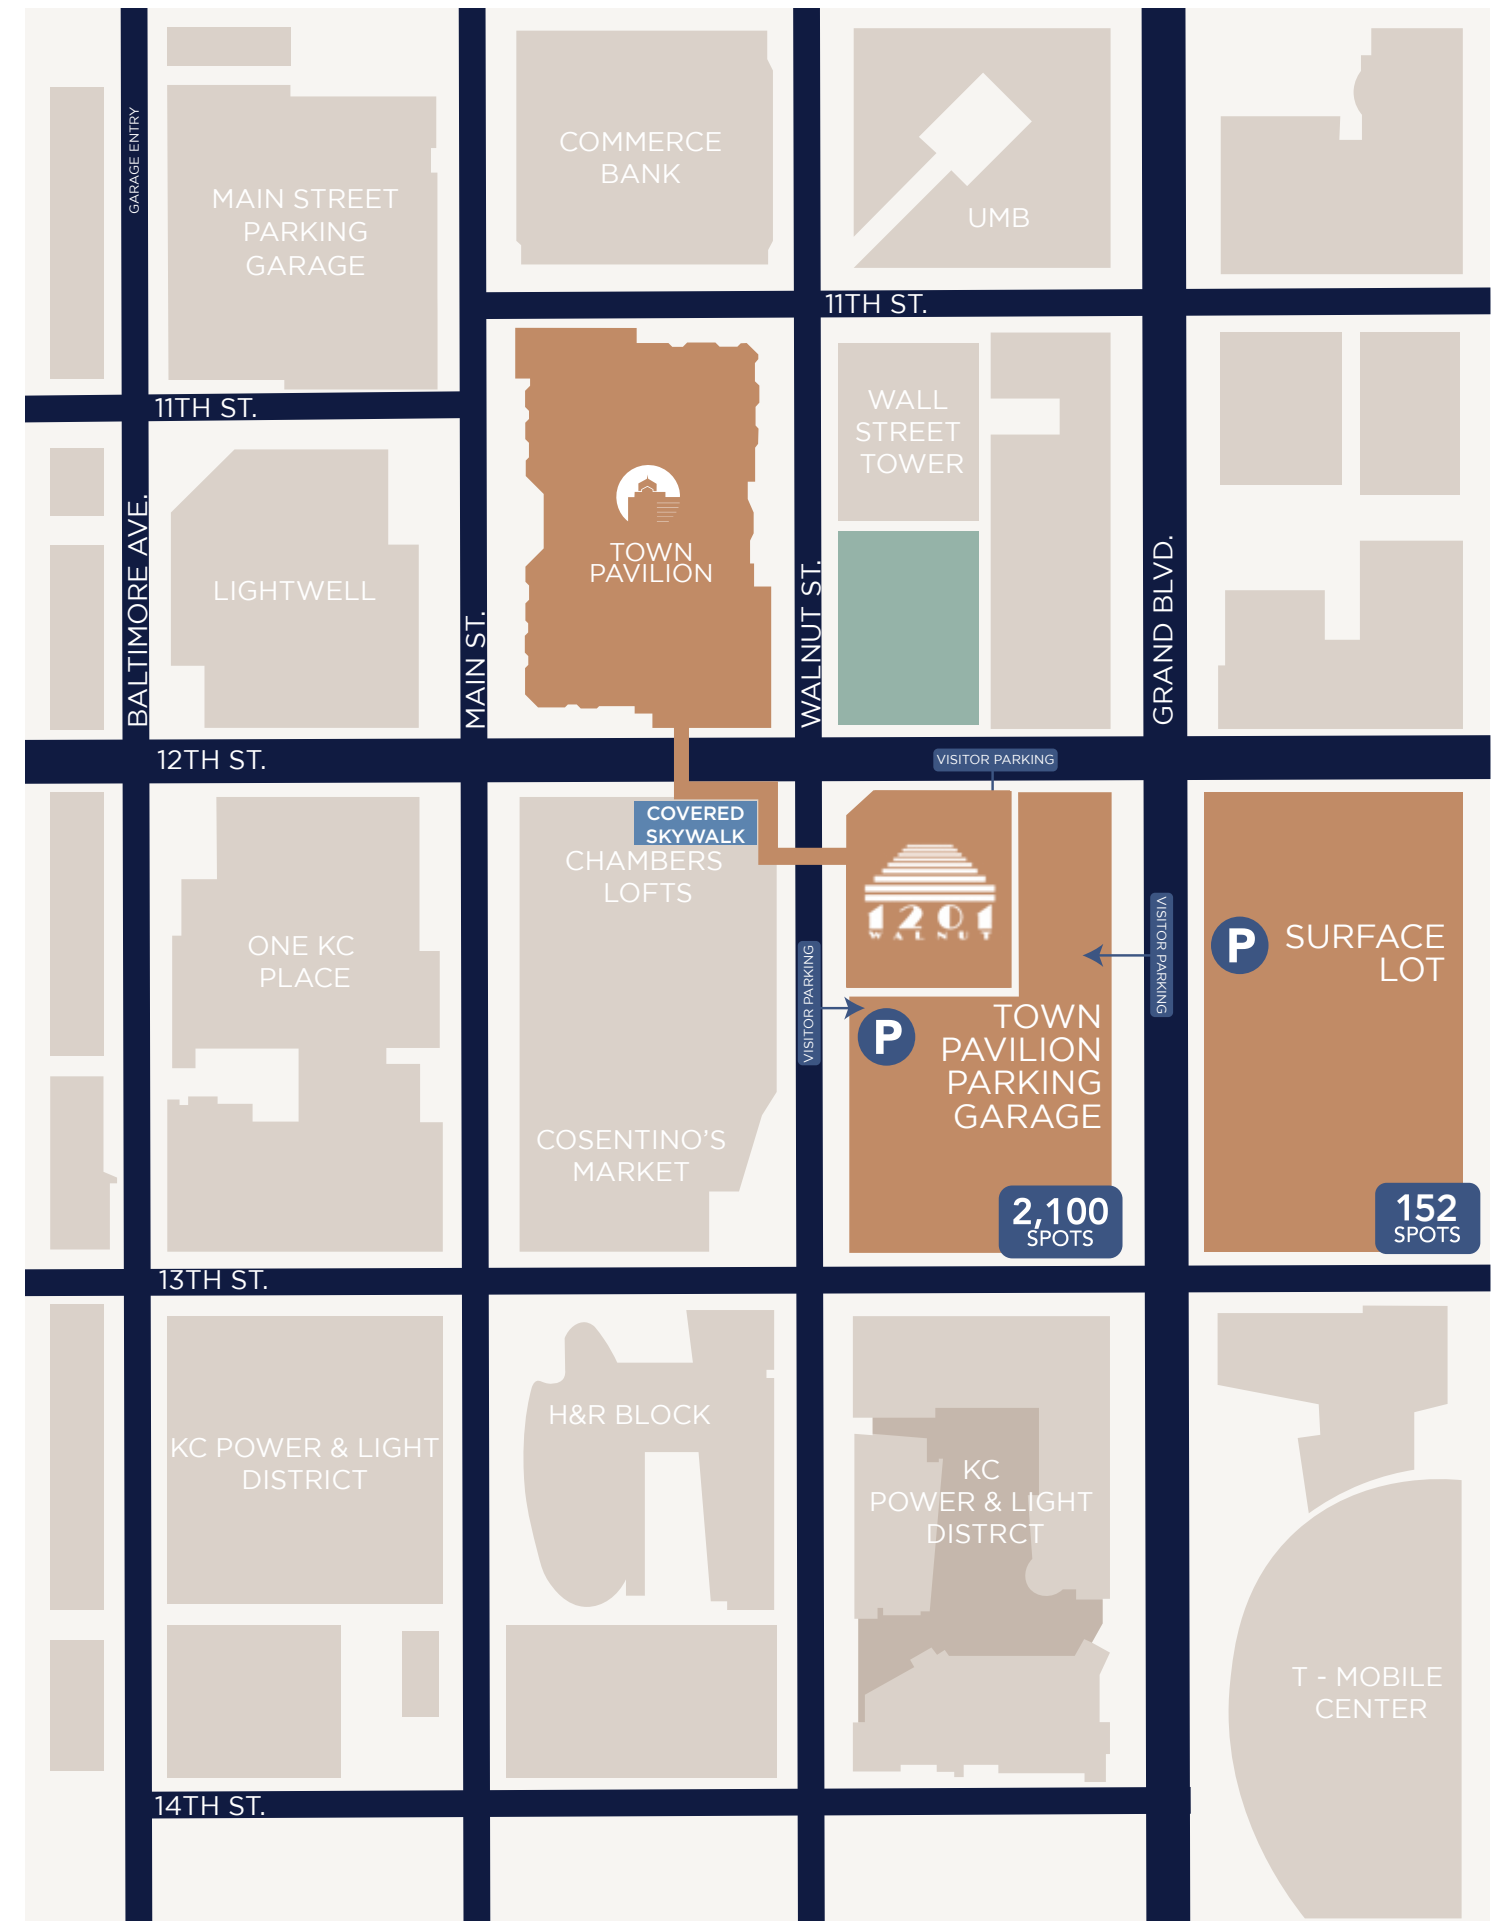 GARAGE ENTRY
MAIN STREET
PARKING
GARAGE
COMMERCE
BANK
UMB
11TH ST.
11TH ST.
WALL
STREET
TOWER
TOWN
PAVILION
LIGHTWELL
BALTIMORE AVE.
MAIN ST.
WALNUT ST.
GRAND BLVD.
12TH ST.
VISITOR PARKING
COVERED
SKYWALK
CHAMBERS
LOFTS
1201
WALNUT
ONE KC
PLACE
VISITOR PARKING
VISITOR PARKING
P
SURFACE
LOT
P
TOWN
PAVILION
PARKING
GARAGE
COSENTINO'S
MARKET
2,100
SPOTS
152
SPOTS
13TH ST.
KC POWER & LIGHT
DISTRICT
H&R BLOCK
KC
POWER & LIGHT
DISTRCT
T - MOBILE
CENTER
14TH ST.